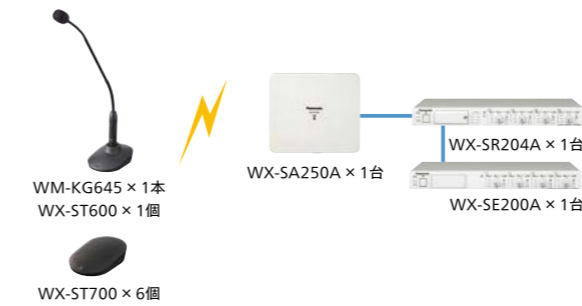 WM-KG645 × 1本
WX-ST600 × 1個
WX-ST700 × 6個
Panasonic
WX-SA250A × 1台
WX-SR204A × 1台
WX-SE200A × 1台